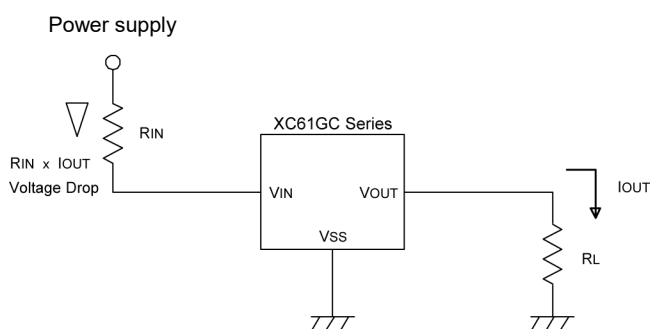 Power supply
RIN
RIN x IOUT
Voltage Drop
XC61GC Series
VIN
VOUT
VSS
IOUT
RL